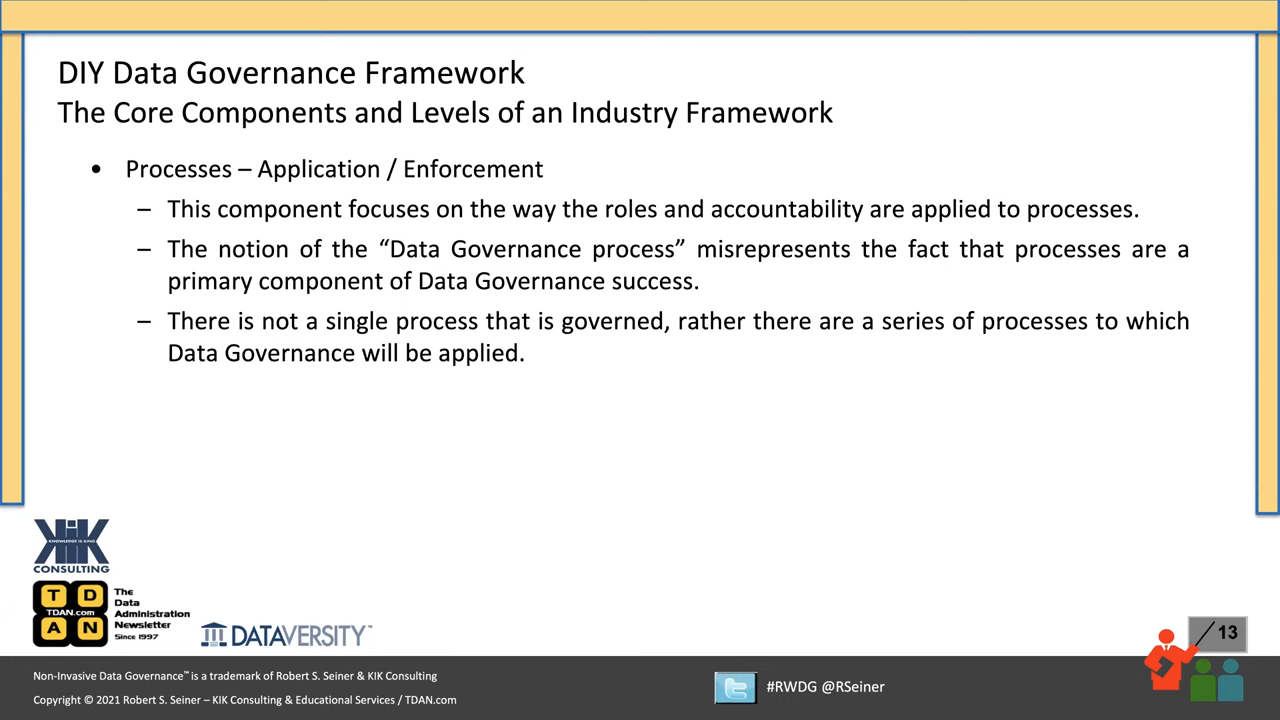 DIY Data Governance Framework
The Core Components and Levels of an Industry Framework
• Processes – Application / Enforcement
– This component focuses on the way the roles and accountability are applied to processes.
– The notion of the “Data Governance process” misrepresents the fact that processes are a
primary component of Data Governance success.
– There is not a single process that is governed, rather there are a series of processes to which
Data Governance will be applied.
KIK
KNOWLEDGE IS KING
CONSULTING
T D
TDAN.com
A N
The
Data
Administration
Newsletter
Since 1997
DATAVERSITY™
13
Non-Invasive Data Governance™ is a trademark of Robert S. Seiner & KIK Consulting
Copyright © 2021 Robert S. Seiner – KIK Consulting & Educational Services / TDAN.com
#RWDG @RSeiner